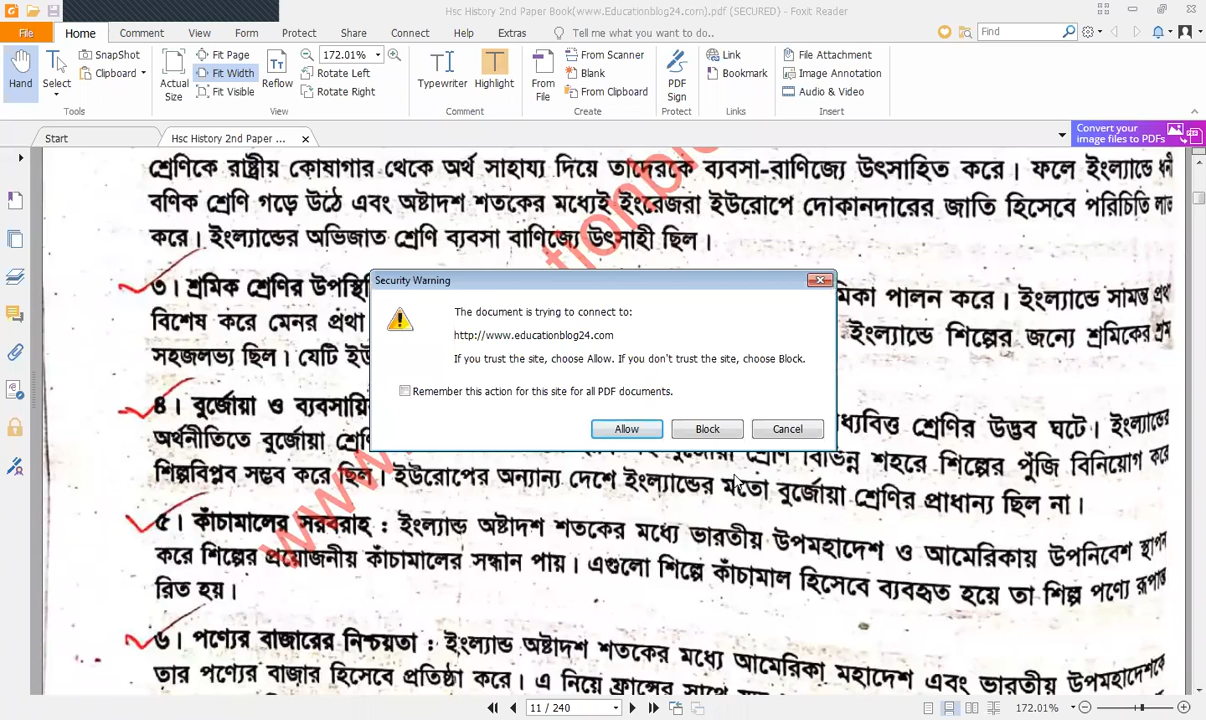 Hsc History 2nd Paper Book(www.Educationblog24.com).pdf (SECURED) - Foxit Reader
File Home Comment View Form Protect Share Connect Help Extras Tell me what you want to do.. Find
Hand
Select
SnapShot
Clipboard
Tools
Actual Size
Fit Page
Fit Width
Fit Visible
Reflow
172.01%
Rotate Left
Rotate Right
View
Typewriter
Highlight
Comment
From File
From Scanner
Blank
From Clipboard
Create
PDF Sign
Protect
Link
Bookmark
Links
File Attachment
Image Annotation
Audio & Video
Insert
Start
Hsc History 2nd Paper ...
Convert your
image files to PDFs
শ্রেণিকে রাষ্ট্রীয় কোষাগার থেকে অর্থ সাহায্য দিয়ে তাদেরকে ব্যবসা-বাণিজ্যে উৎসাহিত করে। ফলে ইংল্যান্ডে ধনী
বণিক শ্রেণি গড়ে উঠে এবং অষ্টাদশ শতকের মধ্যেই ইংরেজরা ইউরোপে দোকানদারের জাতি হিসেবে পরিচিতি লাভ
করে। ইংল্যান্ডের অভিজাত শ্রেণি ব্যবসা বাণিজ্যে উৎসাহী ছিল।
৩। শ্রমিক শ্রেণির উপস্থি মিকা পালন করে। ইংল্যান্ডে সামন্ত প্রথা
বিশেষ করে মেনর প্রথা ইংল্যান্ডে শিল্পের জন্যে শ্রমিকের শ্রম
সহজলভ্য ছিল। যেটি ইউ
৪। বুর্জোয়া ও ব্যবসায়ি ধ্যবিত্ত শ্রেণির উদ্ভব ঘটে। ইংল্যান্ডের
অর্থনীতিতে বুর্জোয়া শ্রেণি বুর্জোয়া শ্রেণি বিভিন্ন শহরে শিল্পের পুঁজি বিনিয়োগ করে
শিল্পবিপ্লব সম্ভব করে ছিল। ইউরোপের অন্যান্য দেশে ইংল্যান্ডের মতো বুর্জোয়া শ্রেণির প্রাধান্য ছিল না।
৫। কাঁচামালের সরবরাহ : ইংল্যান্ড অষ্টাদশ শতকের মধ্যে ভারতীয় উপমহাদেশ ও আমেরিকায় উপনিবেশ স্থাপন
করে শিল্পের প্রয়োজনীয় কাঁচামালের সন্ধান পায়। এগুলো শিল্পে কাঁচামাল হিসেবে ব্যবহৃত হয়ে তা শিল্প পণ্যে রূপান্ত
রিত হয়।
৬। পণ্যের বাজারের নিশ্চয়তা : ইংল্যান্ড অষ্টাদশ শতকের মধ্যে আমেরিকা মহাদেশ এবং ভারতীয় উপমহাদেশকে
তার পণ্যের বাজার হিসেবে প্রতিষ্ঠা করে। এ নিয়ে ফ্রান্সের সাথে
Security Warning
The document is trying to connect to:
http://www.educationblog24.com
If you trust the site, choose Allow. If you don't trust the site, choose Block.
Remember this action for this site for all PDF documents.
Allow Block Cancel
11 / 240
172.01%